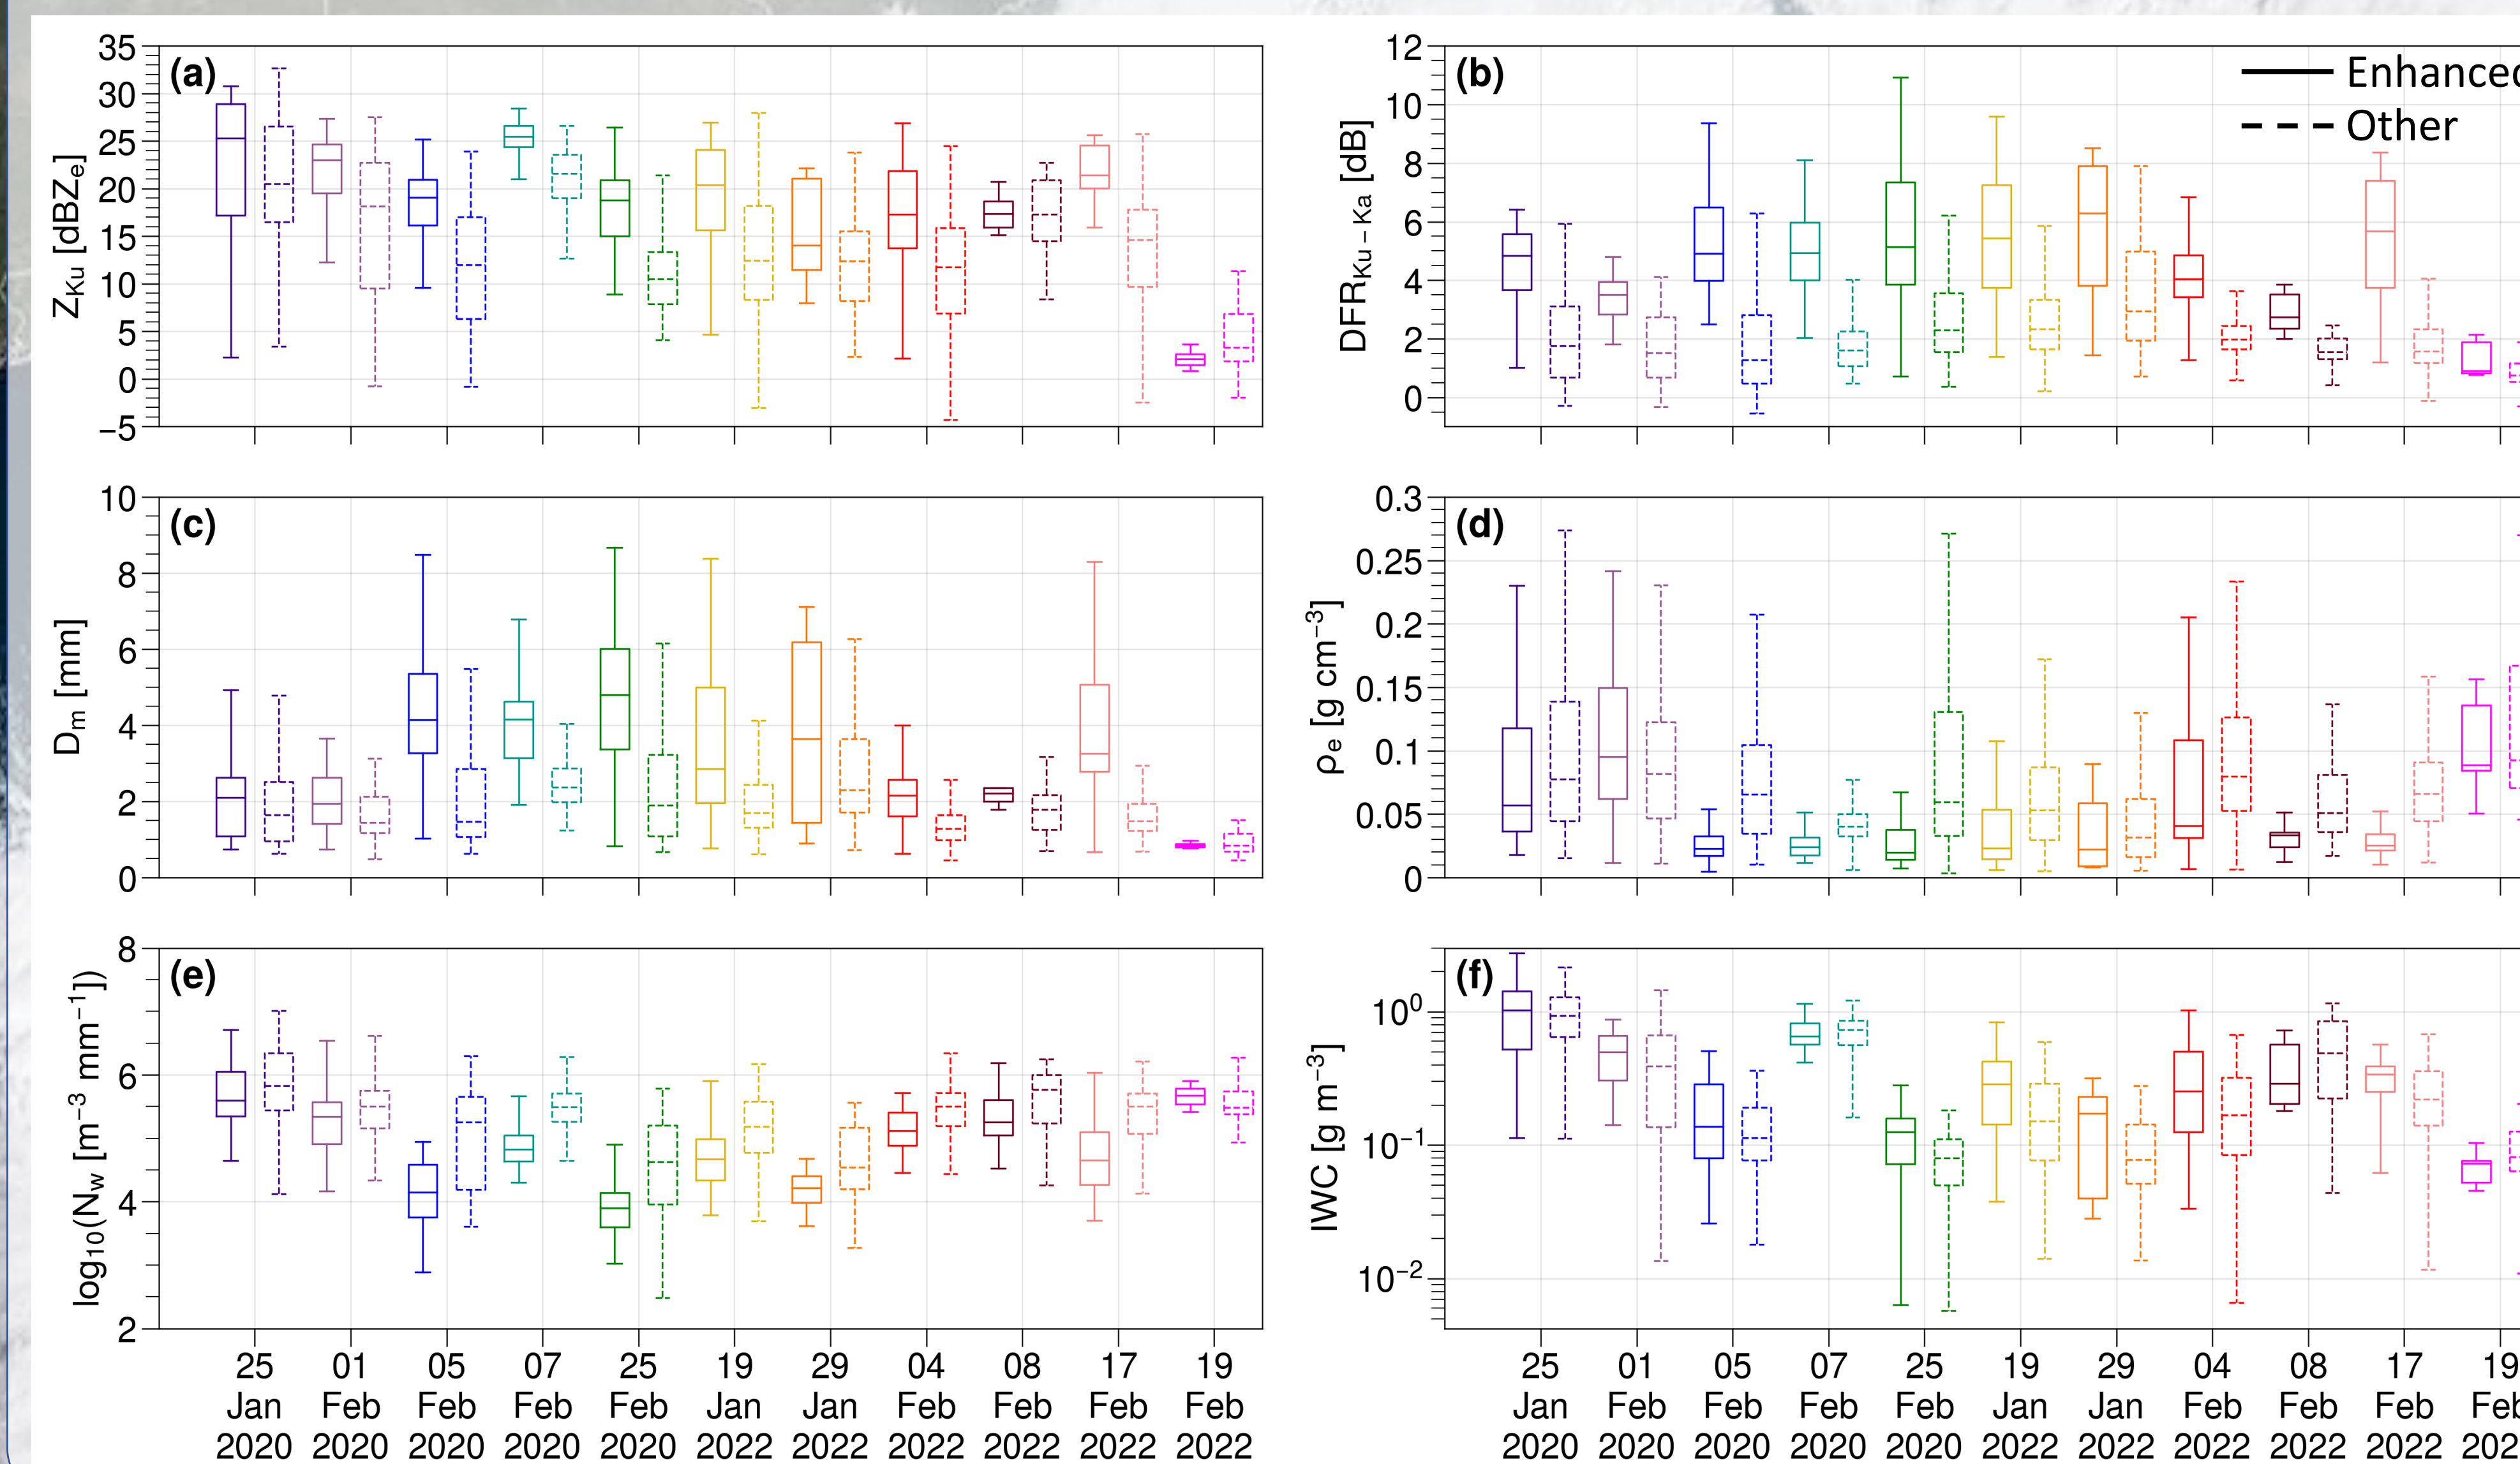 (a)
Z_Ku [dBZ_e]
35
30
25
20
15
10
5
0
−5
(b)
DFR_Ku−Ka [dB]
12
10
8
6
4
2
0
Other
(c)
D_m [mm]
10
8
6
4
2
0
(d)
ρ_e [g cm⁻³]
0.3
0.25
0.2
0.15
0.1
0.05
0
(e)
log₁₀(N_w [m⁻³ mm⁻¹])
8
6
4
2
25 01 05 07 25 19 29 04 08 17 19
Jan Feb Feb Feb Feb Jan Jan Feb Feb Feb Feb
2020 2020 2020 2020 2020 2022 2022 2022 2022 2022 2022
(f)
IWC [g m⁻³]
10⁰
10⁻¹
10⁻²
25 01 05 07 25 19 29 04 08 17 19
Jan Feb Feb Feb Feb Jan Jan Feb Feb Feb
2020 2020 2020 2020 2020 2022 2022 2022 2022 2022